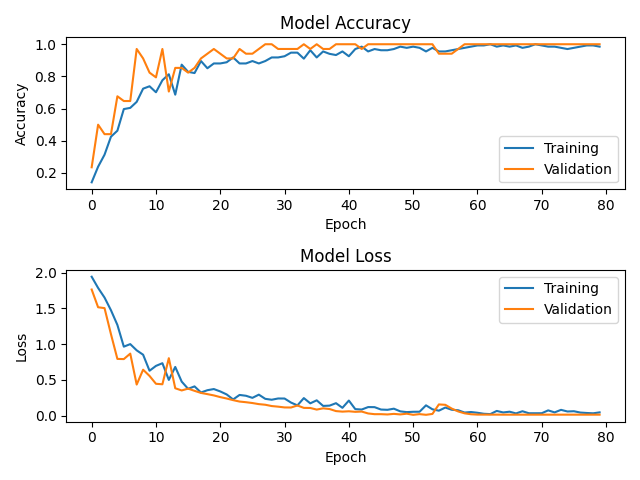 Model Accuracy
1.0
0.8
0.6
0.4
0.2
Accuracy
Training
Validation
0 10 20 30 40 50 60 70 80
Epoch
Model Loss
2.0
1.5
1.0
0.5
0.0
Loss
Training
Validation
0 10 20 30 40 50 60 70 80
Epoch